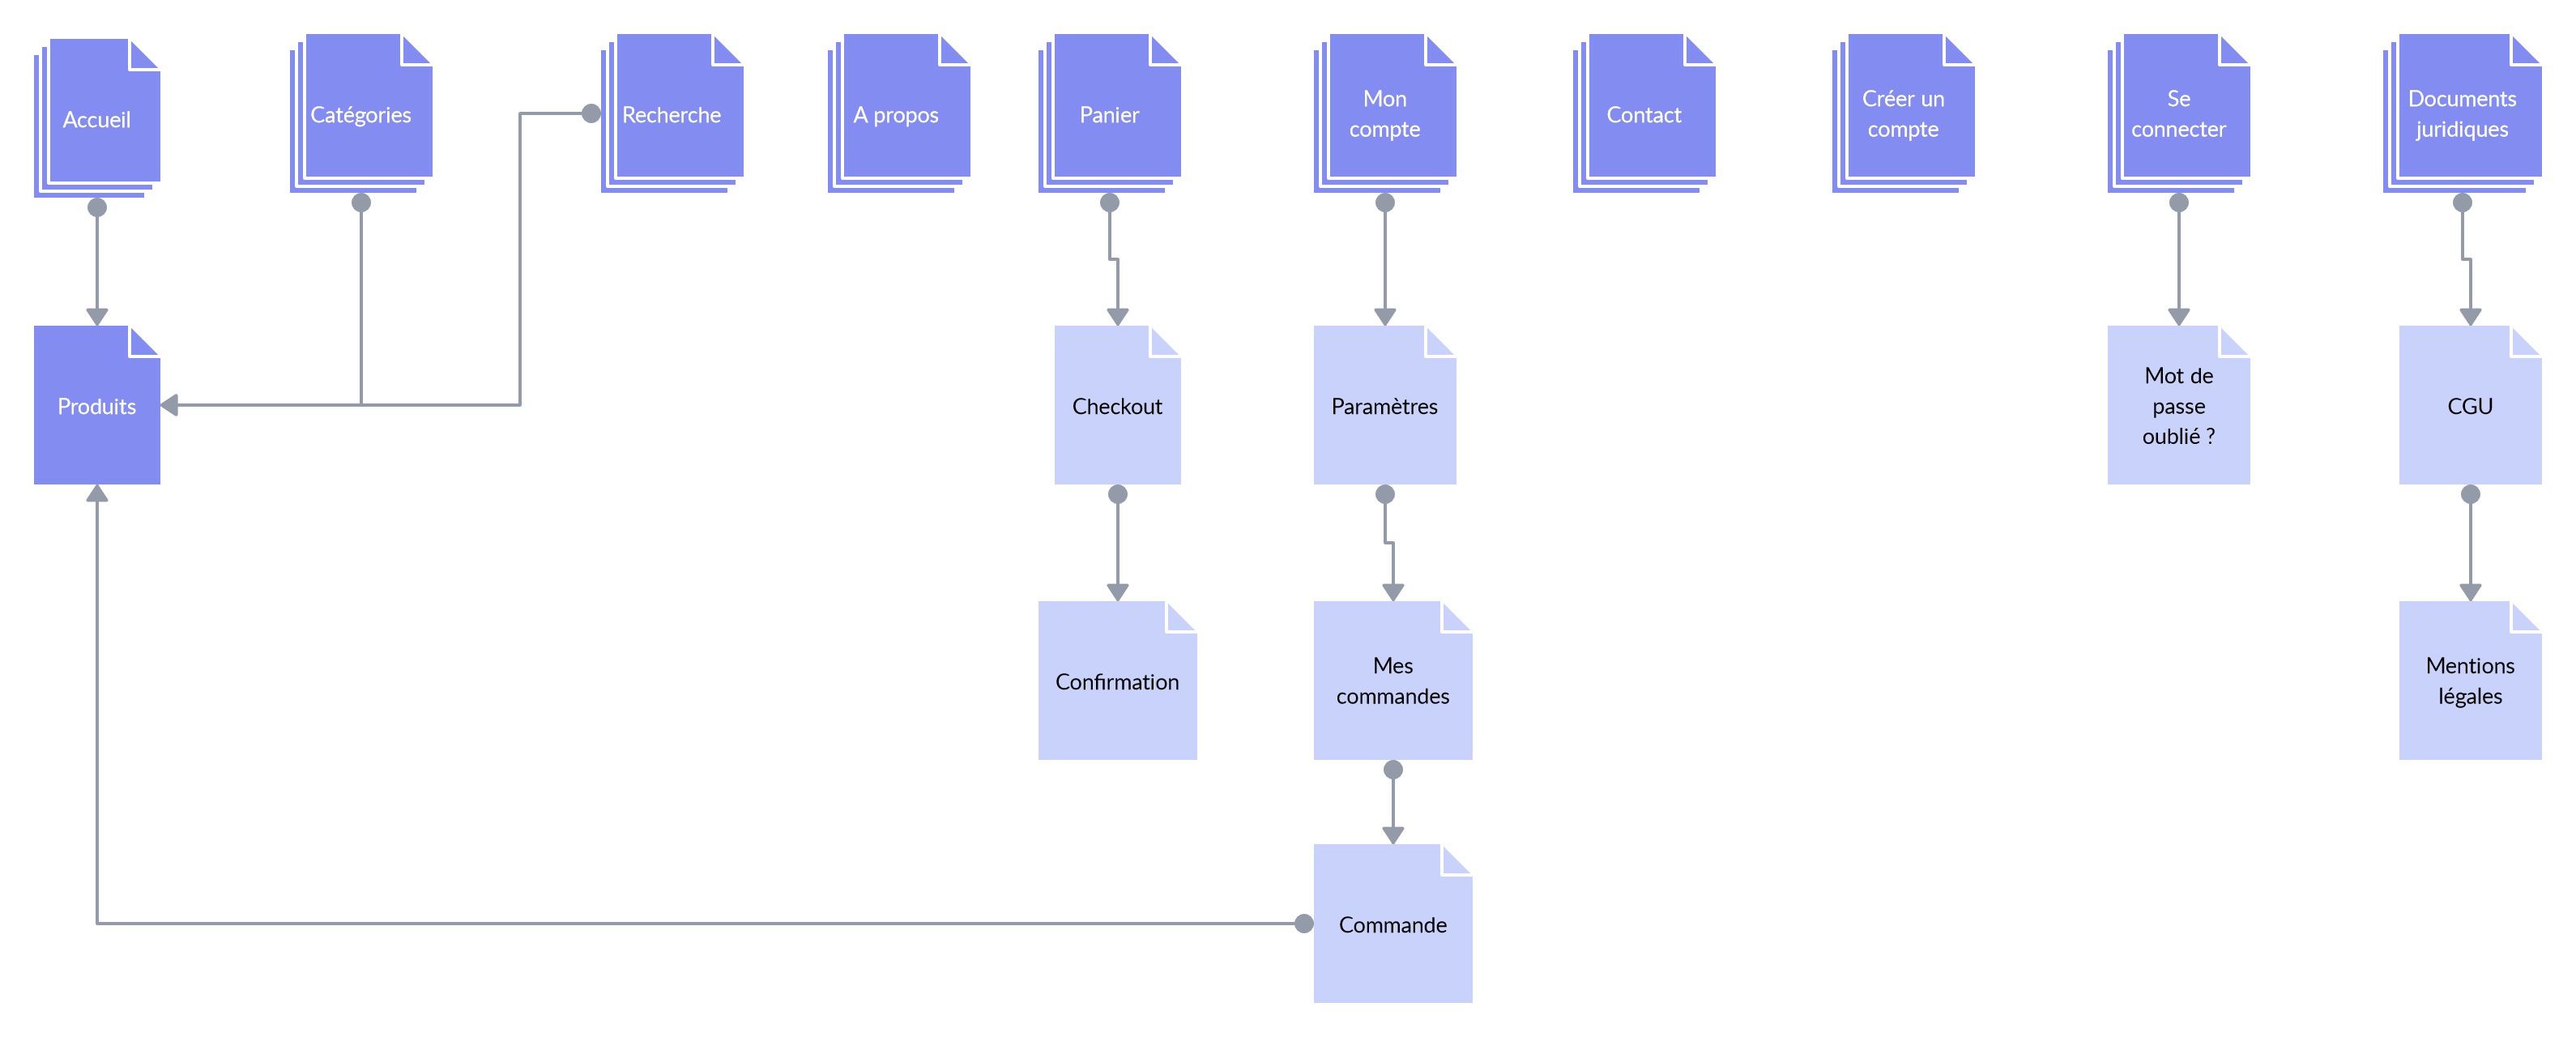 Accueil
Catégories
Recherche
A propos
Panier
Mon
compte
Contact
Créer un
compte
Se
connecter
Documents
juridiques
Produits
Checkout
Paramètres
Mot de
passe
oublié ?
CGU
Confirmation
Mes
commandes
Mentions
légales
Commande